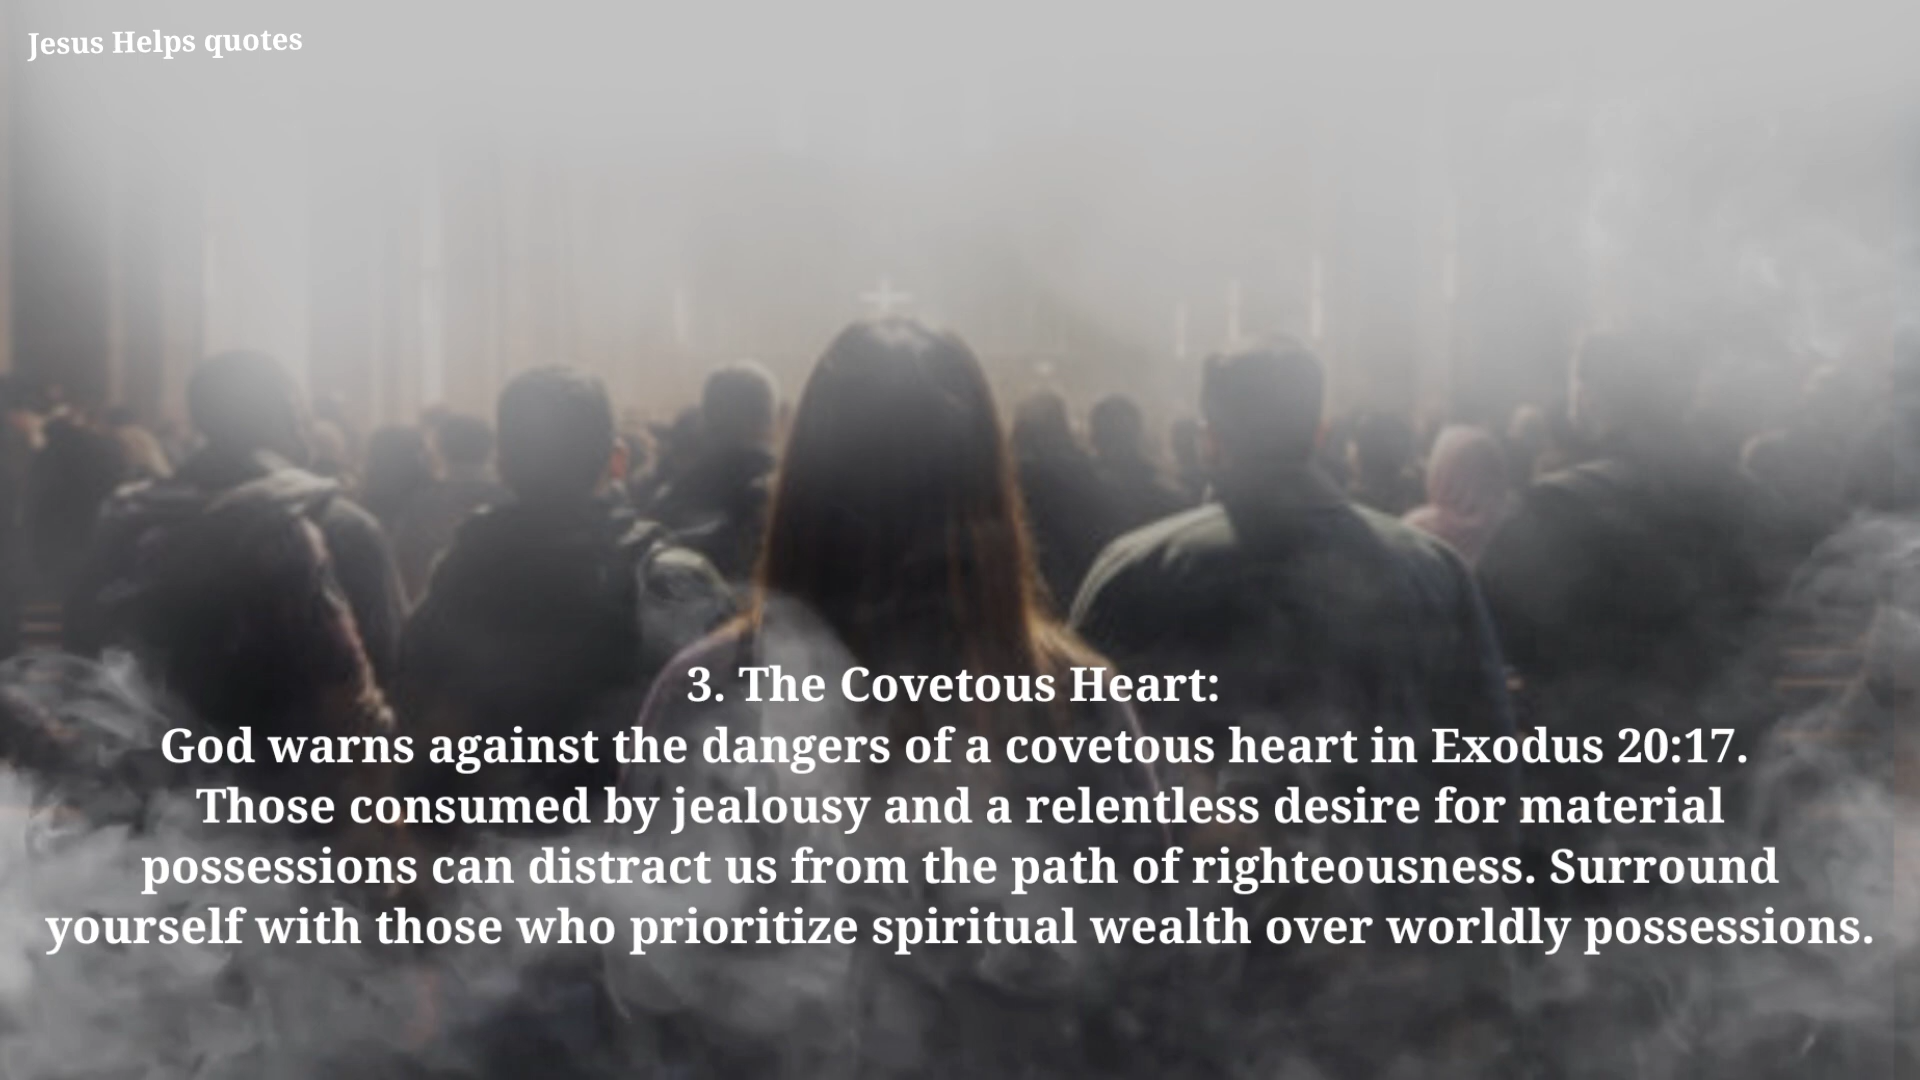 Jesus Helps quotes
3. The Covetous Heart:
God warns against the dangers of a covetous heart in Exodus 20:17.
Those consumed by jealousy and a relentless desire for material
possessions can distract us from the path of righteousness. Surround
yourself with those who prioritize spiritual wealth over worldly possessions.